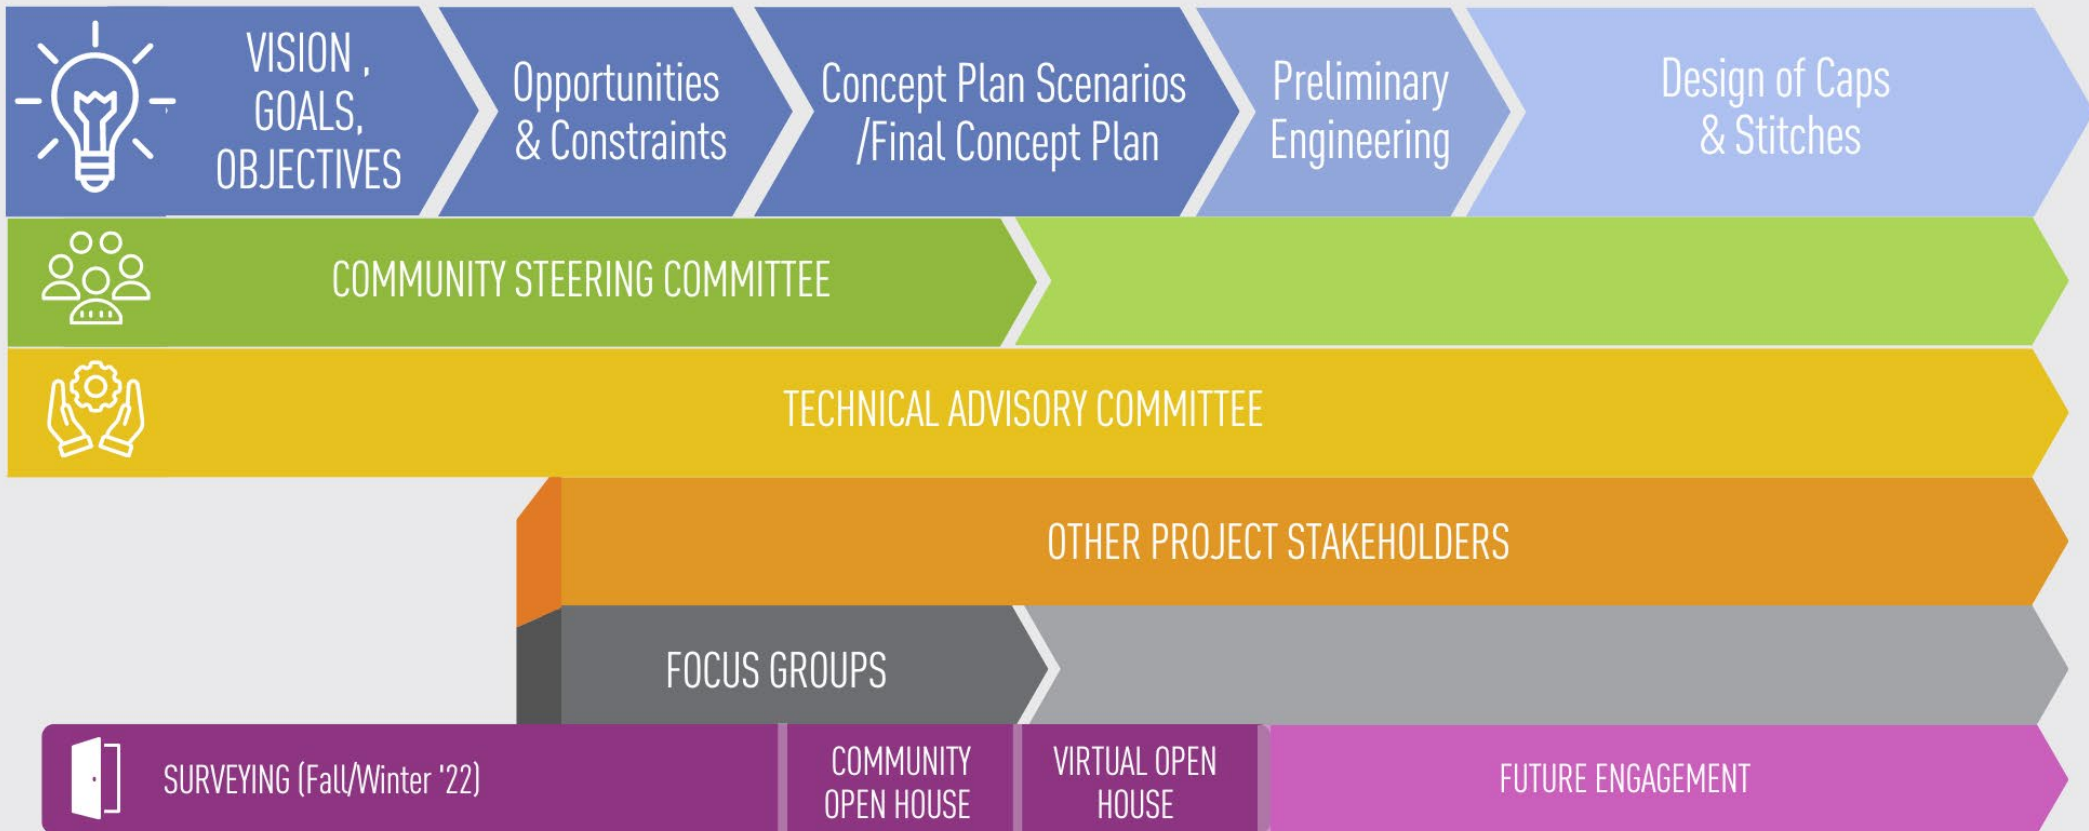 VISION ,
GOALS,
OBJECTIVES
Opportunities
& Constraints
Concept Plan Scenarios
/Final Concept Plan
Preliminary
Engineering
Design of Caps
& Stitches
COMMUNITY STEERING COMMITTEE
TECHNICAL ADVISORY COMMITTEE
OTHER PROJECT STAKEHOLDERS
FOCUS GROUPS
SURVEYING (Fall/Winter '22)
COMMUNITY
OPEN HOUSE
VIRTUAL OPEN
HOUSE
FUTURE ENGAGEMENT